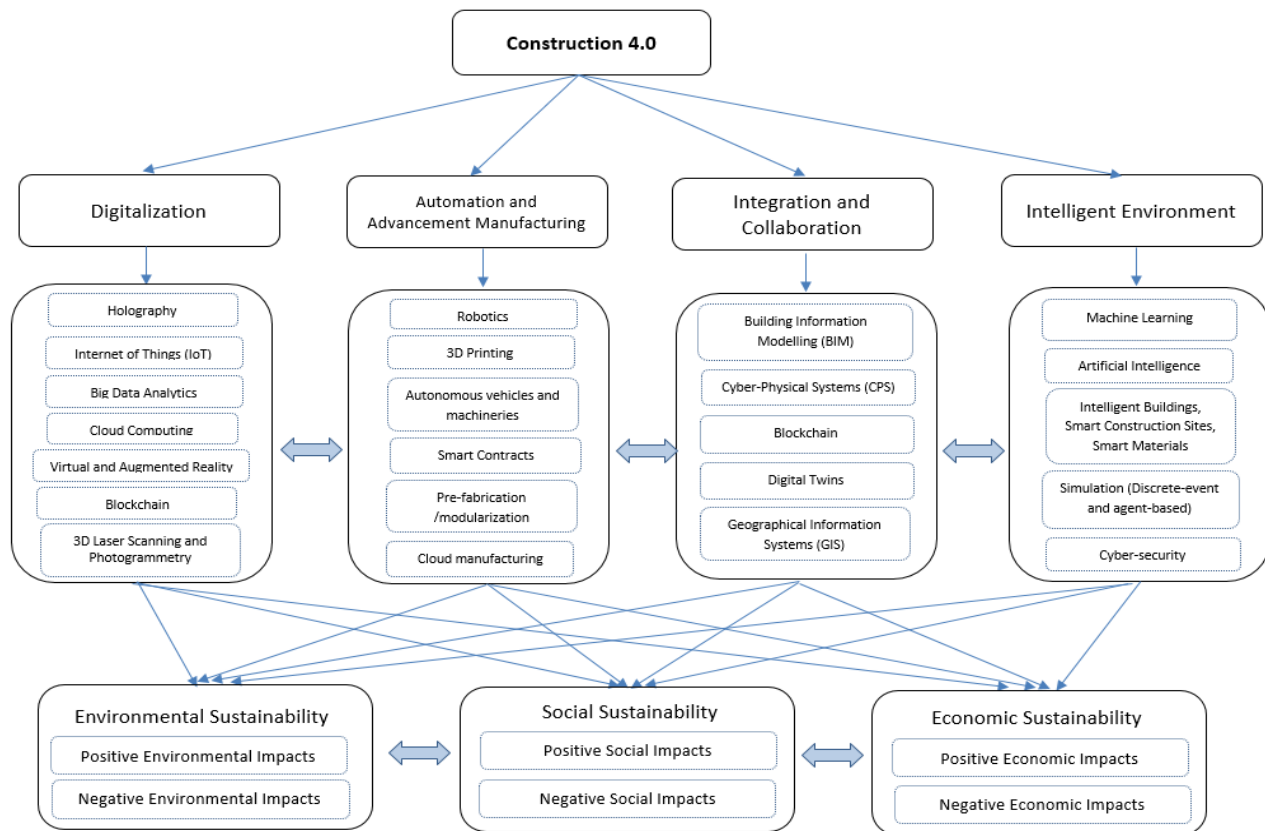 Construction 4.0
Digitalization
Automation and
Advancement Manufacturing
Integration and
Collaboration
Intelligent Environment
Holography
Internet of Things (IoT)
Big Data Analytics
Cloud Computing
Virtual and Augmented Reality
Blockchain
3D Laser Scanning and
Photogrammetry
Robotics
3D Printing
Autonomous vehicles and
machineries
Smart Contracts
Pre-fabrication
/modularization
Cloud manufacturing
Building Information
Modelling (BIM)
Cyber-Physical Systems (CPS)
Blockchain
Digital Twins
Geographical Information
Systems (GIS)
Machine Learning
Artificial Intelligence
Intelligent Buildings,
Smart Construction Sites,
Smart Materials
Simulation (Discrete-event
and agent-based)
Cyber-security
Environmental Sustainability
Positive Environmental Impacts
Negative Environmental Impacts
Social Sustainability
Positive Social Impacts
Negative Social Impacts
Economic Sustainability
Positive Economic Impacts
Negative Economic Impacts